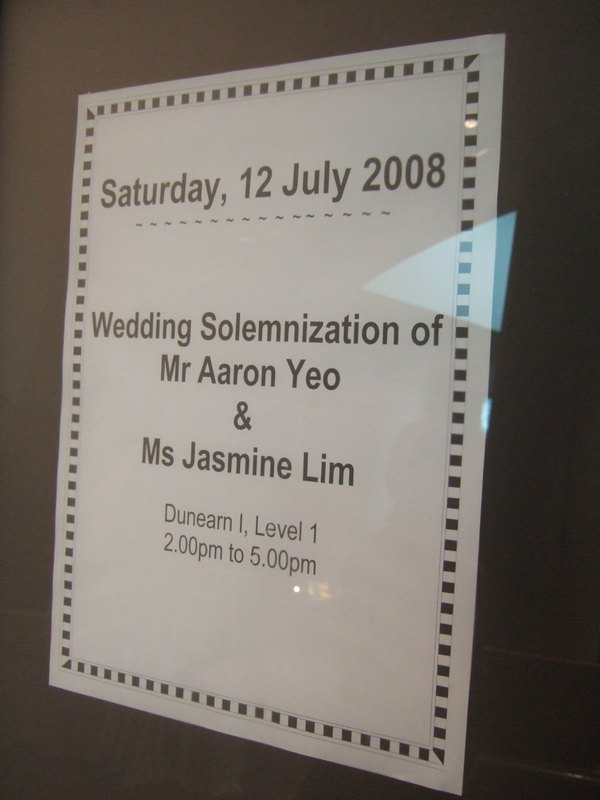 Saturday, 12 July 2008
~ ~ ~ ~ ~ ~ ~ ~ ~ ~ ~ ~ ~ ~ ~ ~
Wedding Solemnization of
Mr Aaron Yeo
&
Ms Jasmine Lim
Dunearn I, Level 1
2.00pm to 5.00pm